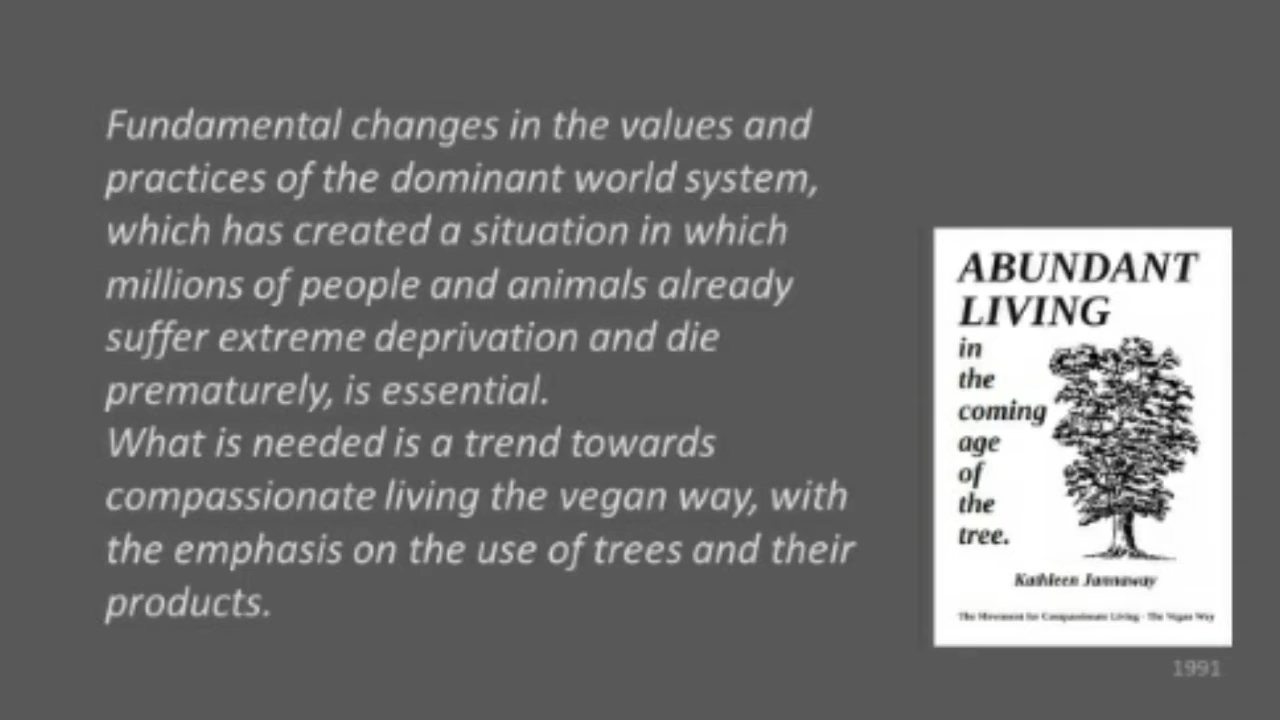 Fundamental changes in the values and
practices of the dominant world system,
which has created a situation in which
millions of people and animals already
suffer extreme deprivation and die
prematurely, is essential.
What is needed is a trend towards
compassionate living the vegan way, with
the emphasis on the use of trees and their
products.
ABUNDANT
LIVING
in
the
coming
age
of
the
tree.
Kathleen Jannaway
The Movement for Compassionate Living - The Vegan Way
1991